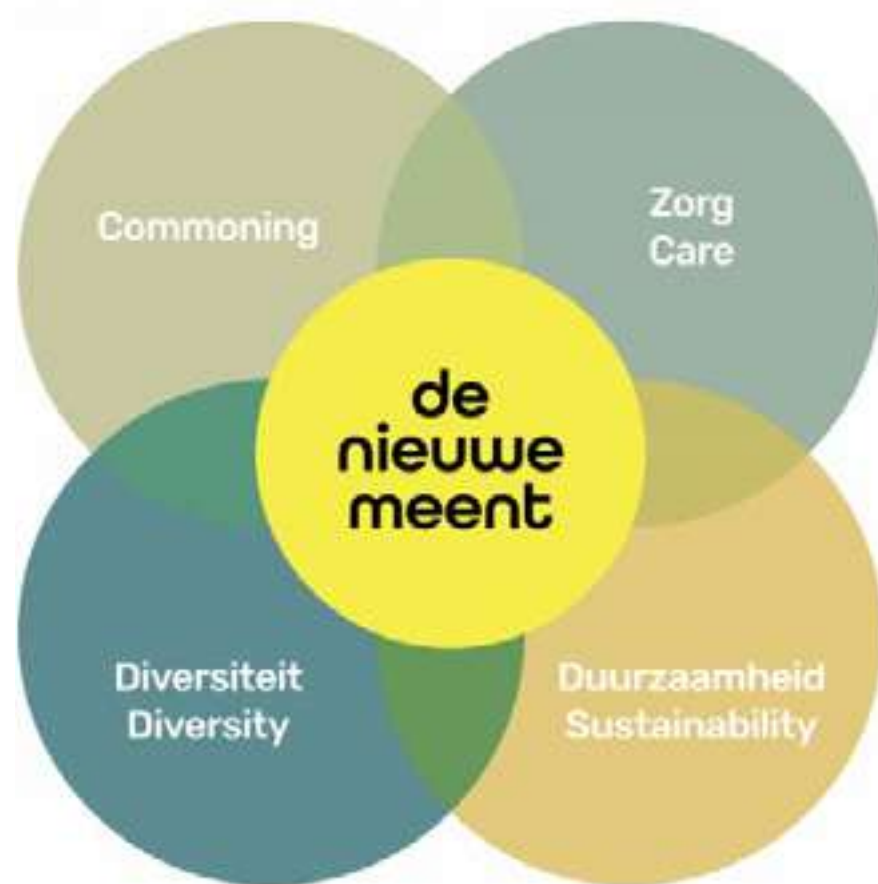 Commoning
Zorg
Care
de
nieuwe
meent
Diversiteit
Diversity
Duurzaamheid
Sustainability